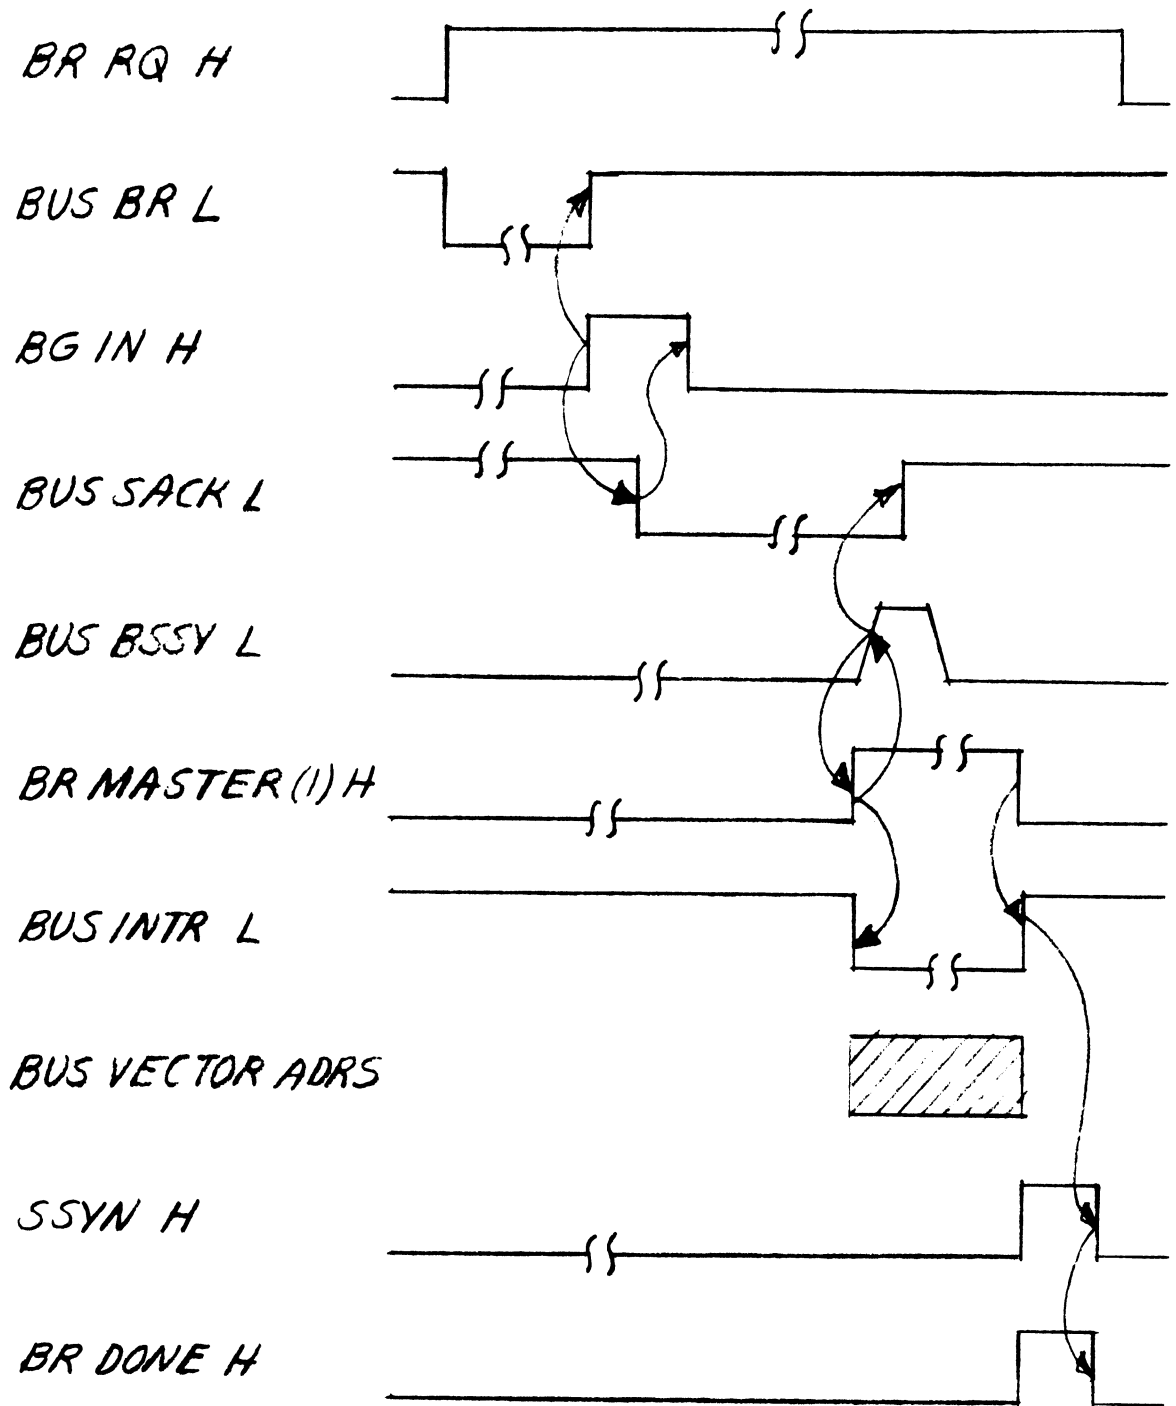 BR RQ H
BUS BR L
BG IN H
BUS SACK L
BUS BSSY L
BR MASTER (1) H
BUS INTR L
BUS VECTOR ADRS
SSYN H
BR DONE H